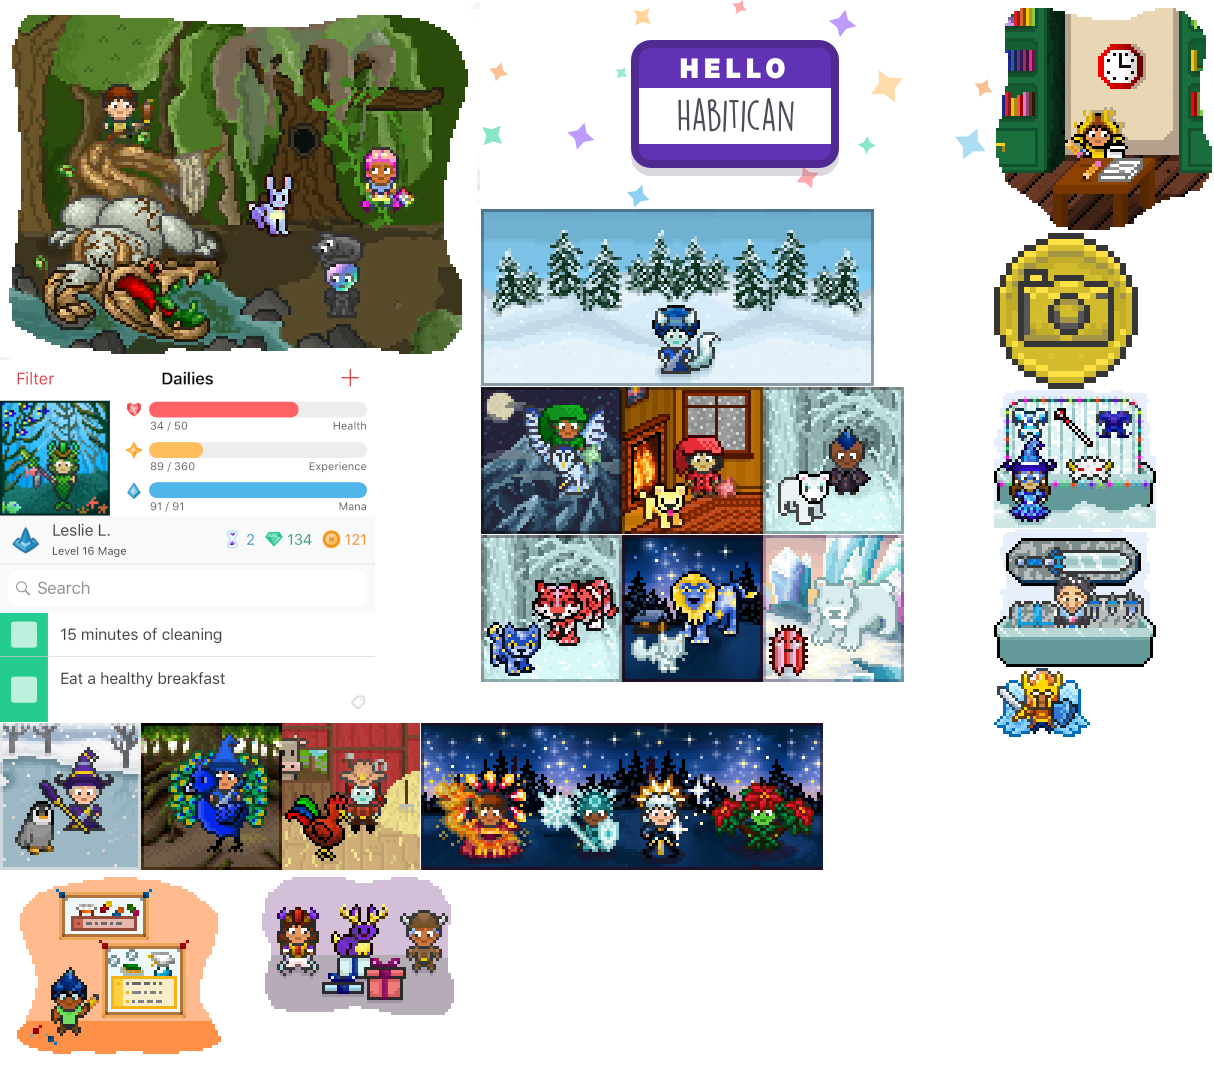 HELLO
HABITICAN
Filter
Dailies
34 / 50
Health
89 / 360
Experience
91 / 91
Mana
Leslie L.
Level 16 Mage
2
134
121
Search
15 minutes of cleaning
Eat a healthy breakfast